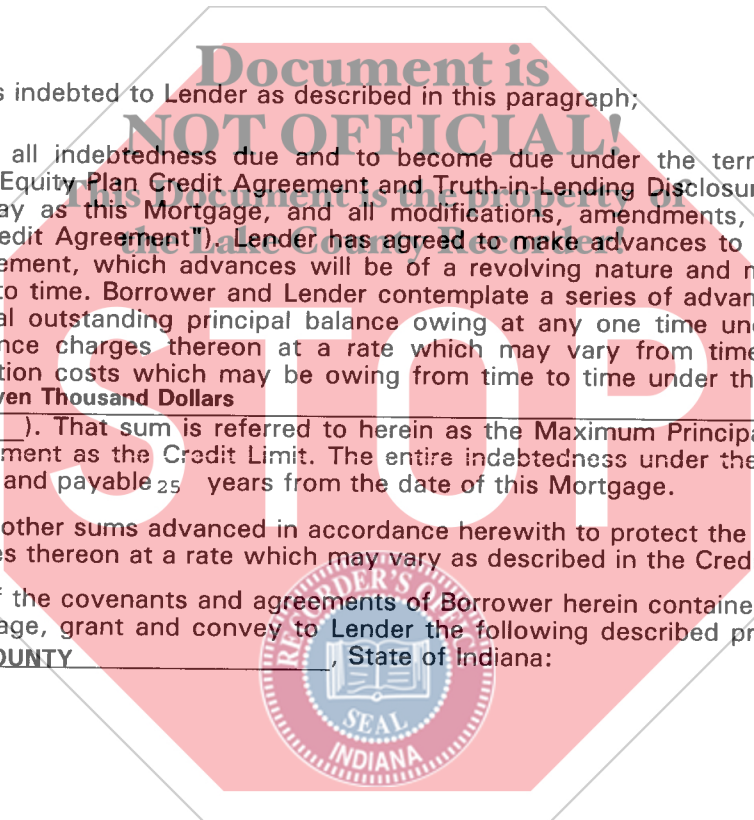 Document is
s indebted to Lender as described in this paragraph;
NOT OFFICIAL!
all indebtedness due and to become due under the term
Equity Plan Credit Agreement and Truth-in-Lending Disclosur
This Document is the property of
ay as this Mortgage, and all modifications, amendments,
edit Agreement"). Lender has agreed to make advances to
the Lake County Recorder!
ement, which advances will be of a revolving nature and m
to time. Borrower and Lender contemplate a series of advan
al outstanding principal balance owing at any one time und
nce charges thereon at a rate which may vary from time
tion costs which may be owing from time to time under th
ven Thousand Dollars
). That sum is referred to herein as the Maximum Principa
ment as the Credit Limit. The entire indebtedness under the
and payable 25 years from the date of this Mortgage.
STOP
other sums advanced in accordance herewith to protect the
es thereon at a rate which may vary as described in the Cred
f the covenants and agreements of Borrower herein containe
age, grant and convey to Lender the following described pr
OUNTY , State of Indiana:
RECORDER'S OFFICE
SEAL
INDIANA